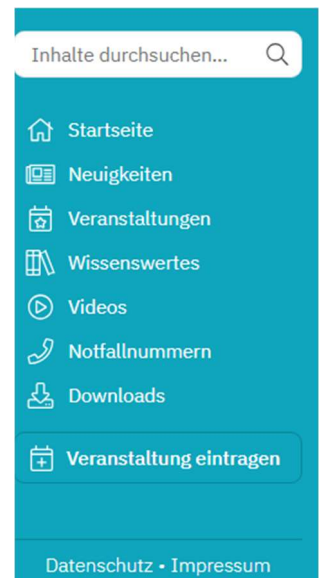 Inhalte durchsuchen...
Startseite
Neuigkeiten
Veranstaltungen
Wissenswertes
Videos
Notfallnummern
Downloads
Veranstaltung eintragen
Datenschutz • Impressum